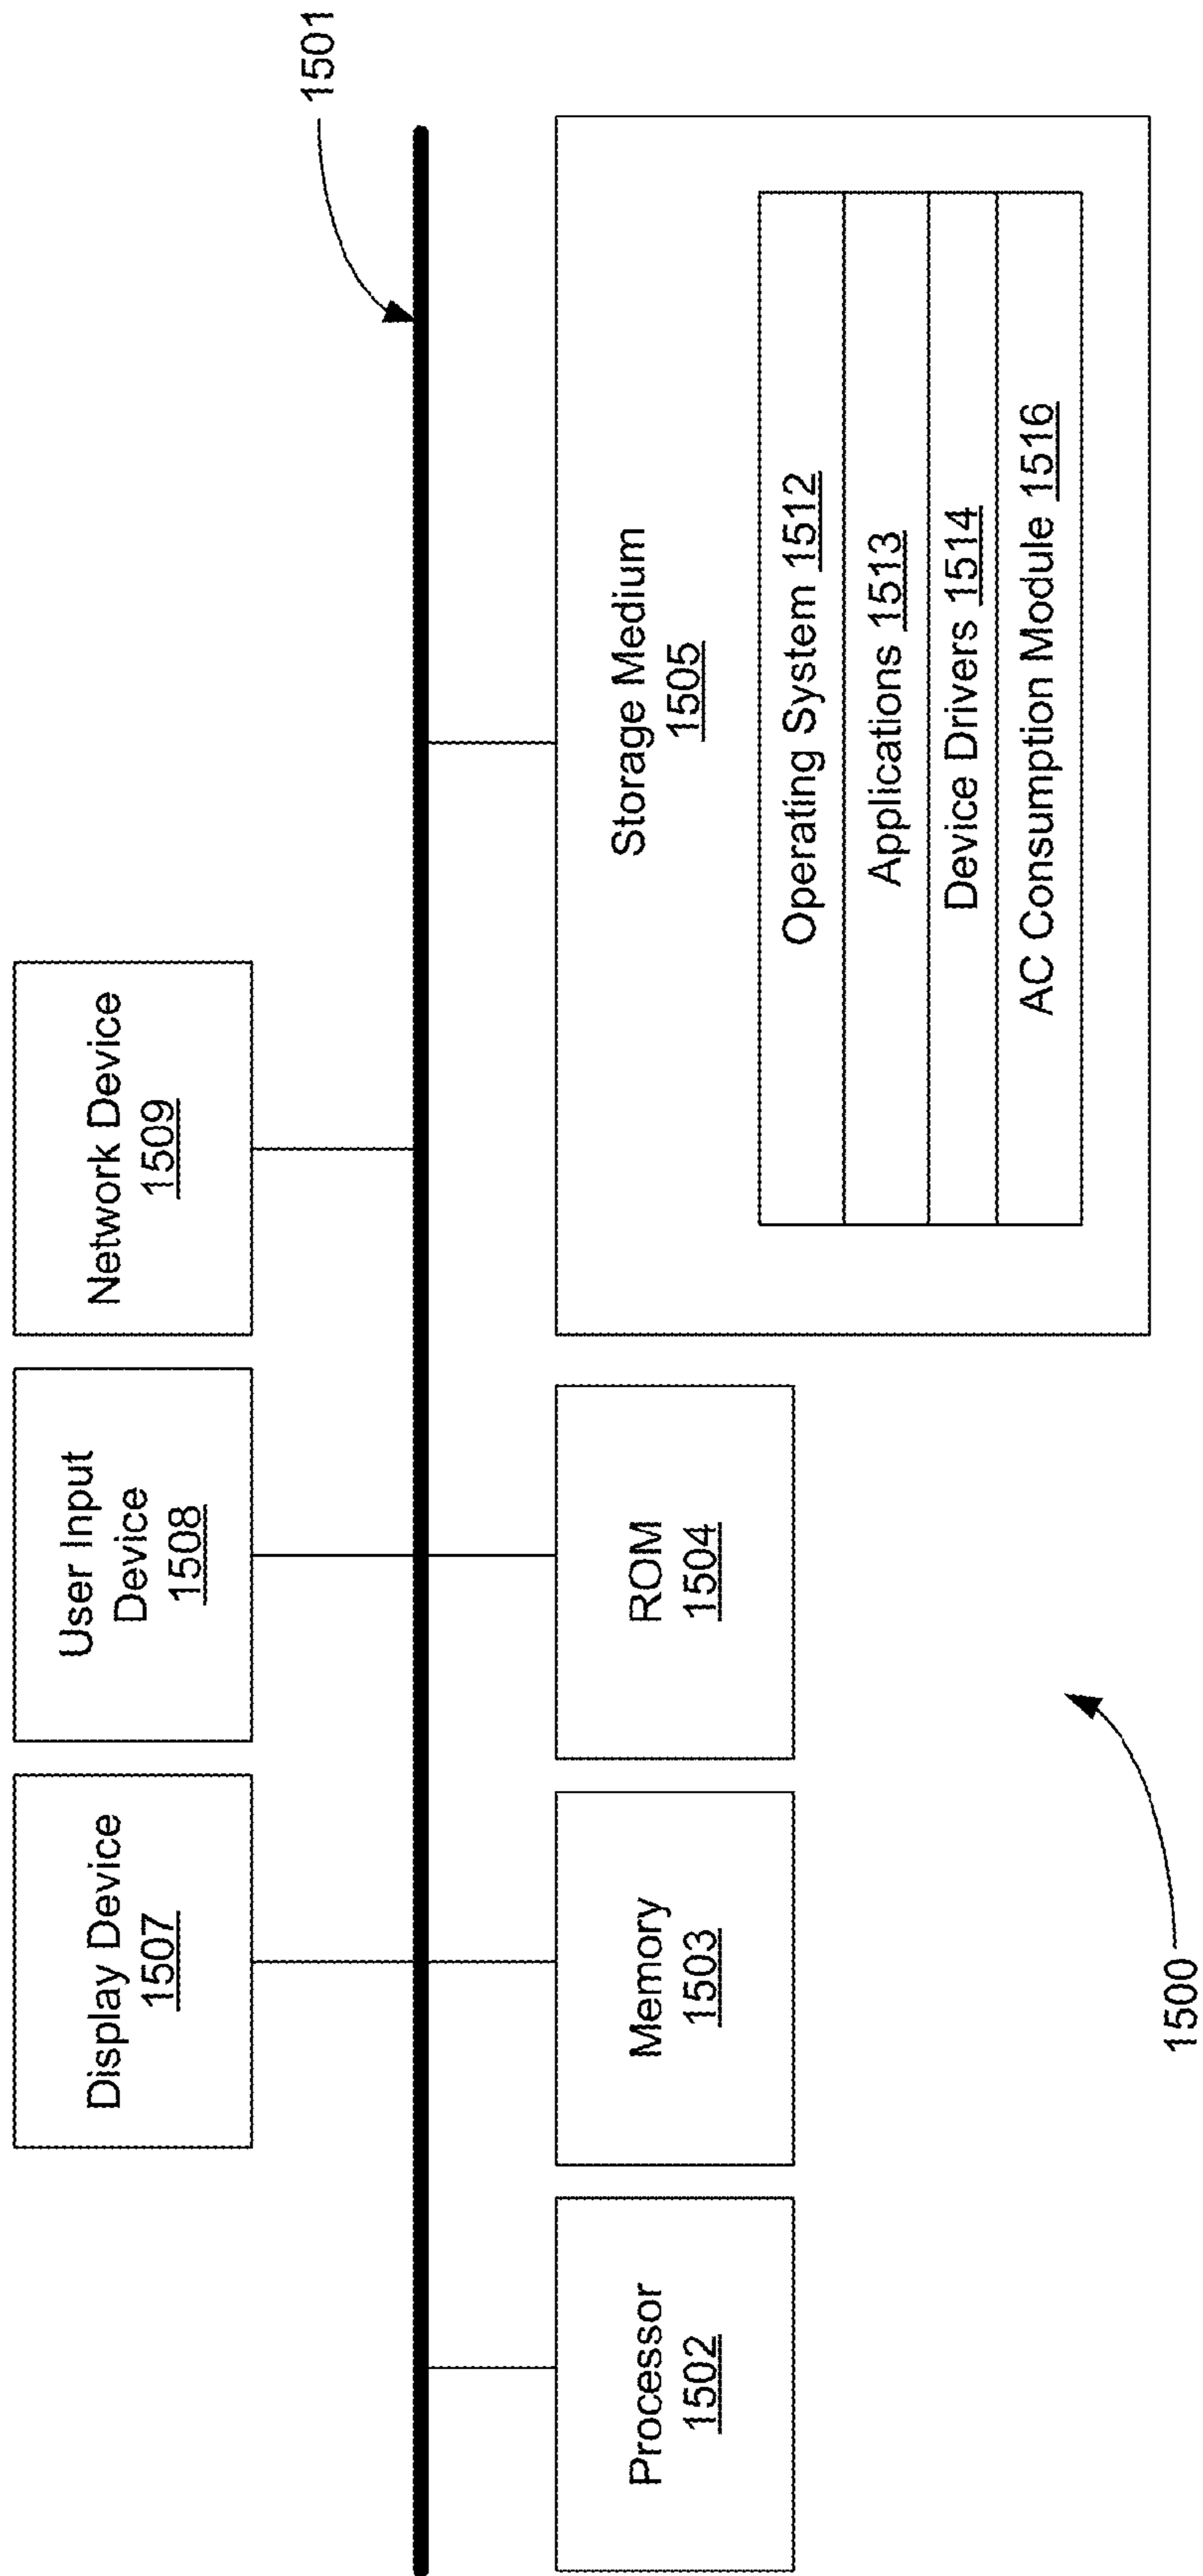 Display Device
1507
User Input
Device
1508
Network Device
1509
1501
Processor
1502
Memory
1503
ROM
1504
Storage Medium
1505
Operating System 1512
Applications 1513
Device Drivers 1514
AC Consumption Module 1516
1500